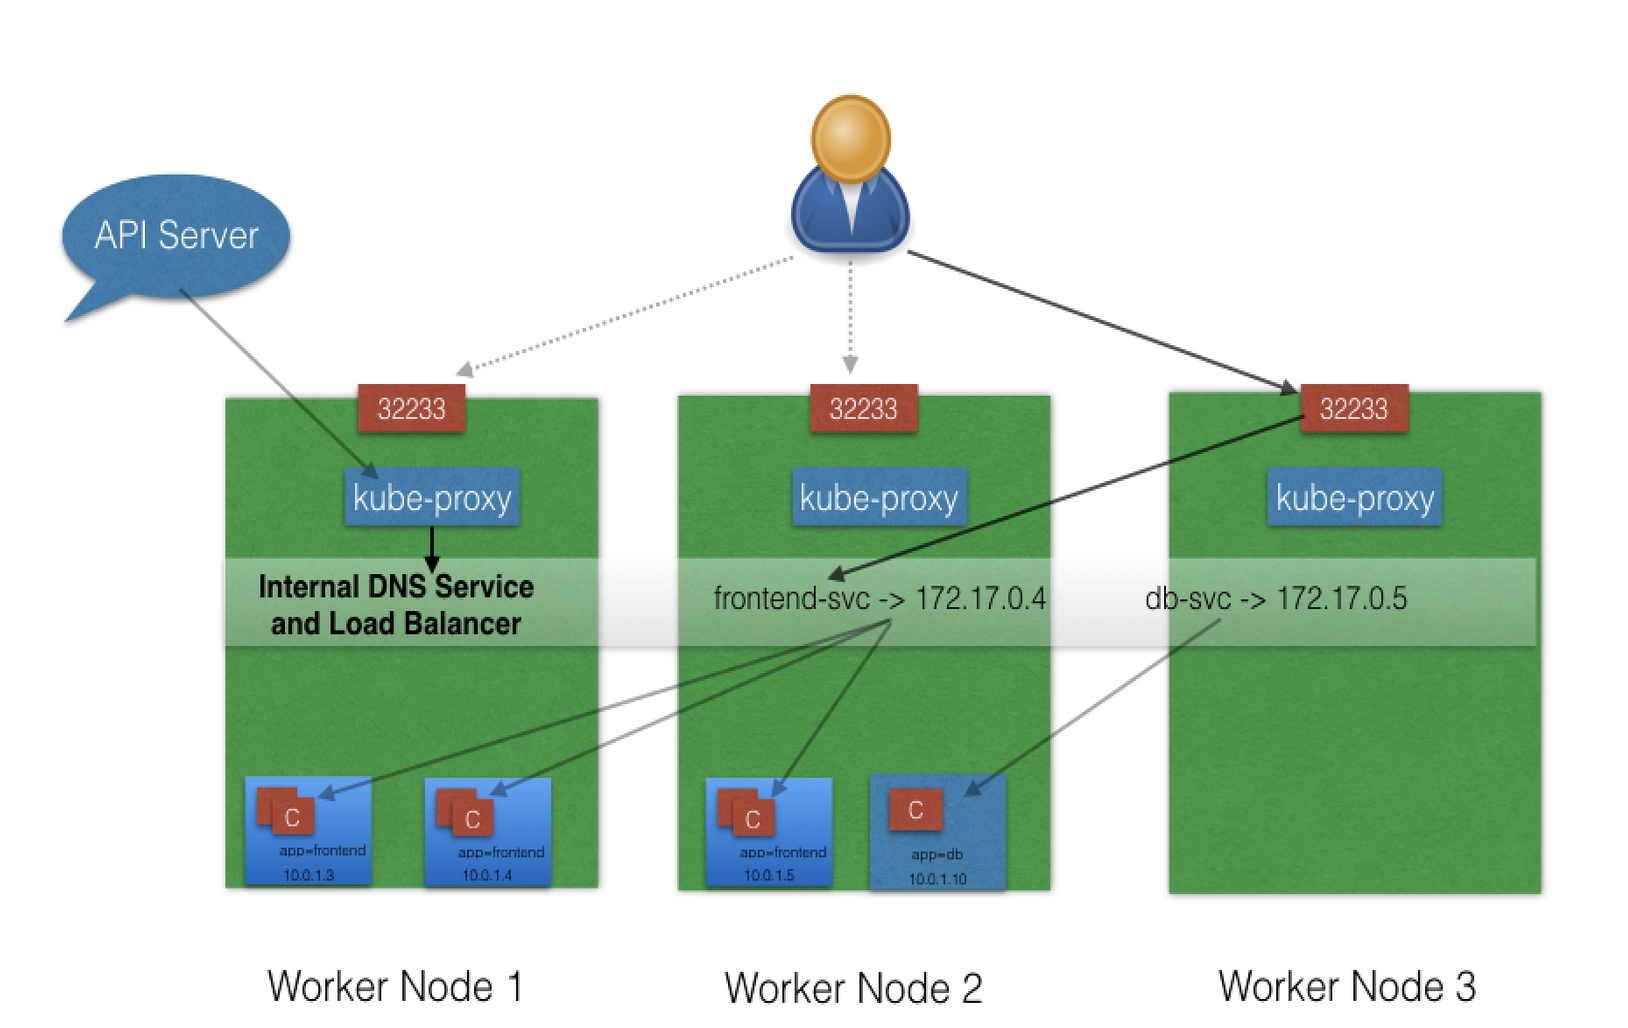 API Server
32233
32233
32233
kube-proxy
kube-proxy
kube-proxy
Internal DNS Service
and Load Balancer
frontend-svc -> 172.17.0.4
db-svc -> 172.17.0.5
C
app=frontend
10.0.1.3
C
app=frontend
10.0.1.4
C
app=frontend
10.0.1.5
C
app=db
10.0.1.10
Worker Node 1
Worker Node 2
Worker Node 3